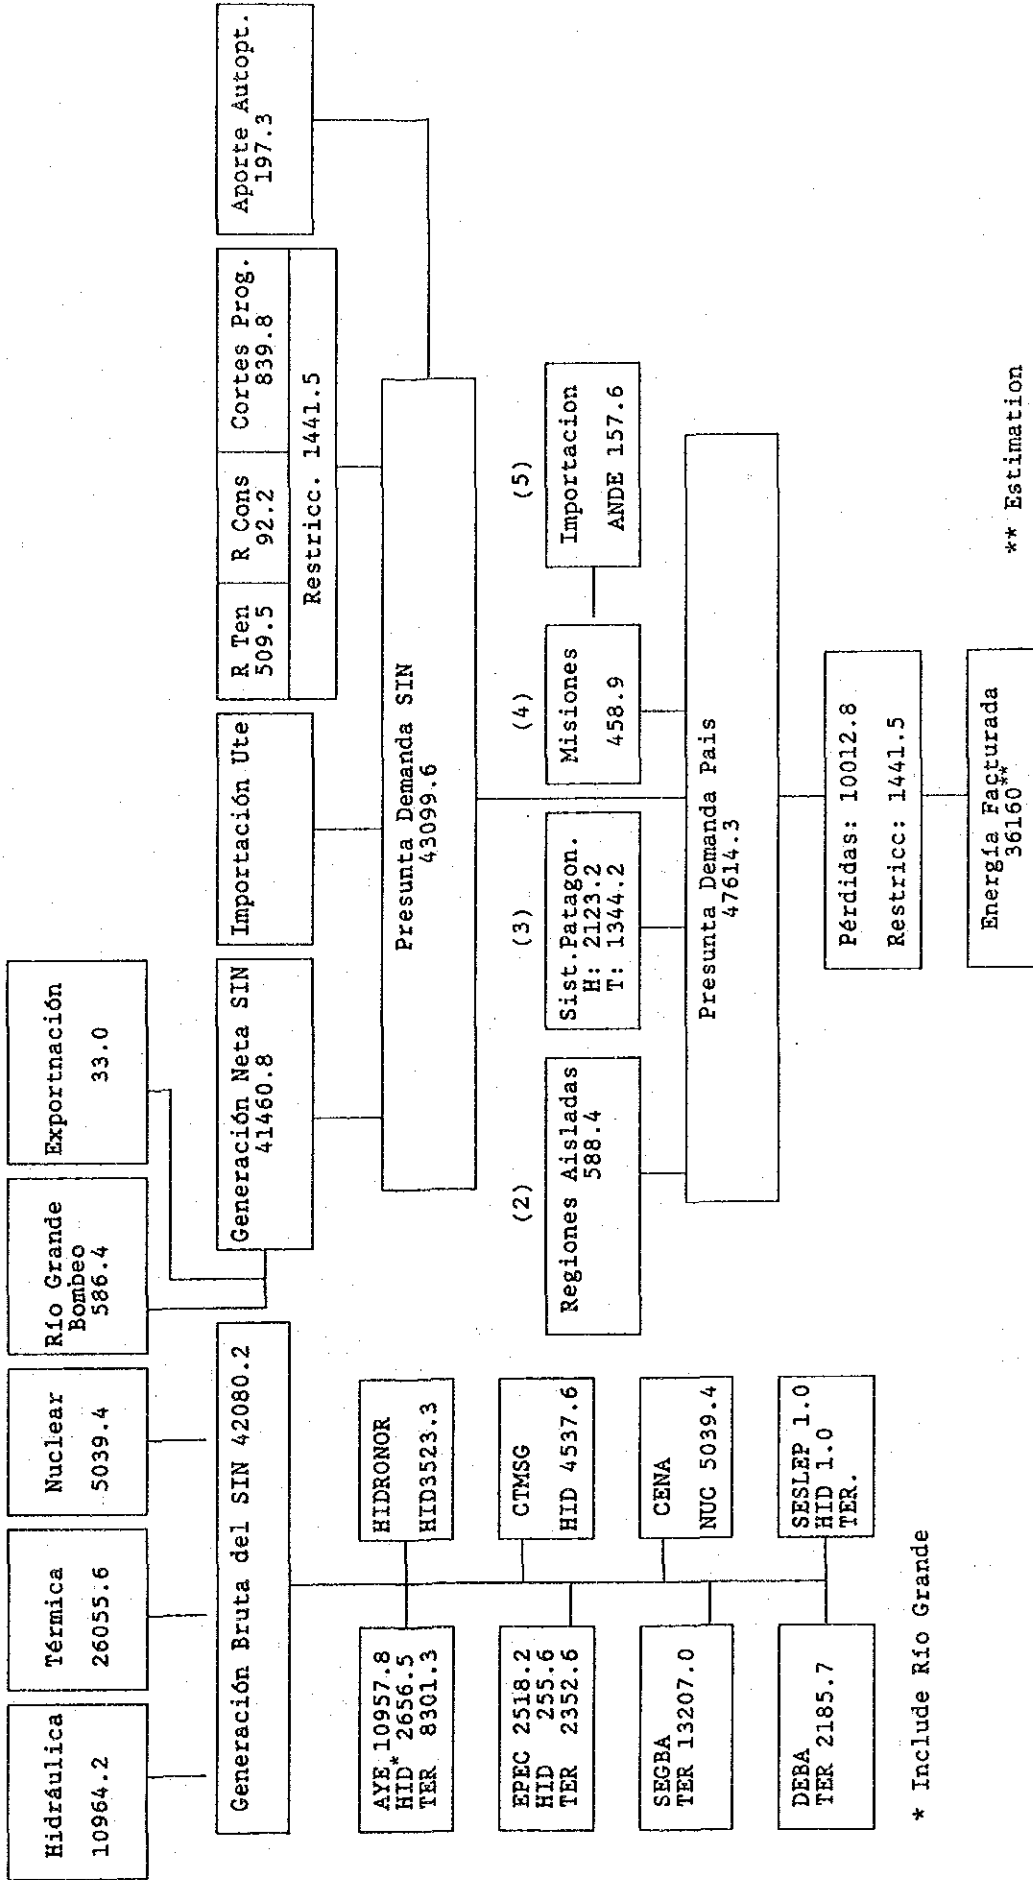 Hidráulica
10964.2
Térmica
26055.6
Nuclear
5039.4
Río Grande
Bombeo
586.4
Exportnación
33.0
Generación Bruta del SIN 42080.2
Generación Neta SIN
41460.8
Importación Ute
R Ten
509.5
R Cons
92.2
Cortes Prog.
839.8
Restricc. 1441.5
Aporte Autopt.
197.3
AYE 10957.8
HID* 2656.5
TER 8301.3
HIDRONOR
HID3523.3
EPEC 2518.2
HID 255.6
TER 2352.6
CTMSG
HID 4537.6
SEGBA
TER 13207.0
CENA
NUC 5039.4
DEBA
TER 2185.7
SESLEP 1.0
HID 1.0
TER.
* Include Río Grande
Presunta Demanda SIN
43099.6
(2)
Regiones Aisladas
588.4
(3)
Sist.Patagon.
H: 2123.2
T: 1344.2
(4)
Misiones
458.9
(5)
Importacion
ANDE 157.6
Presunta Demanda Pais
47614.3
Pérdidas: 10012.8
Restricc: 1441.5
Energía Facturada
36160**
** Estimation